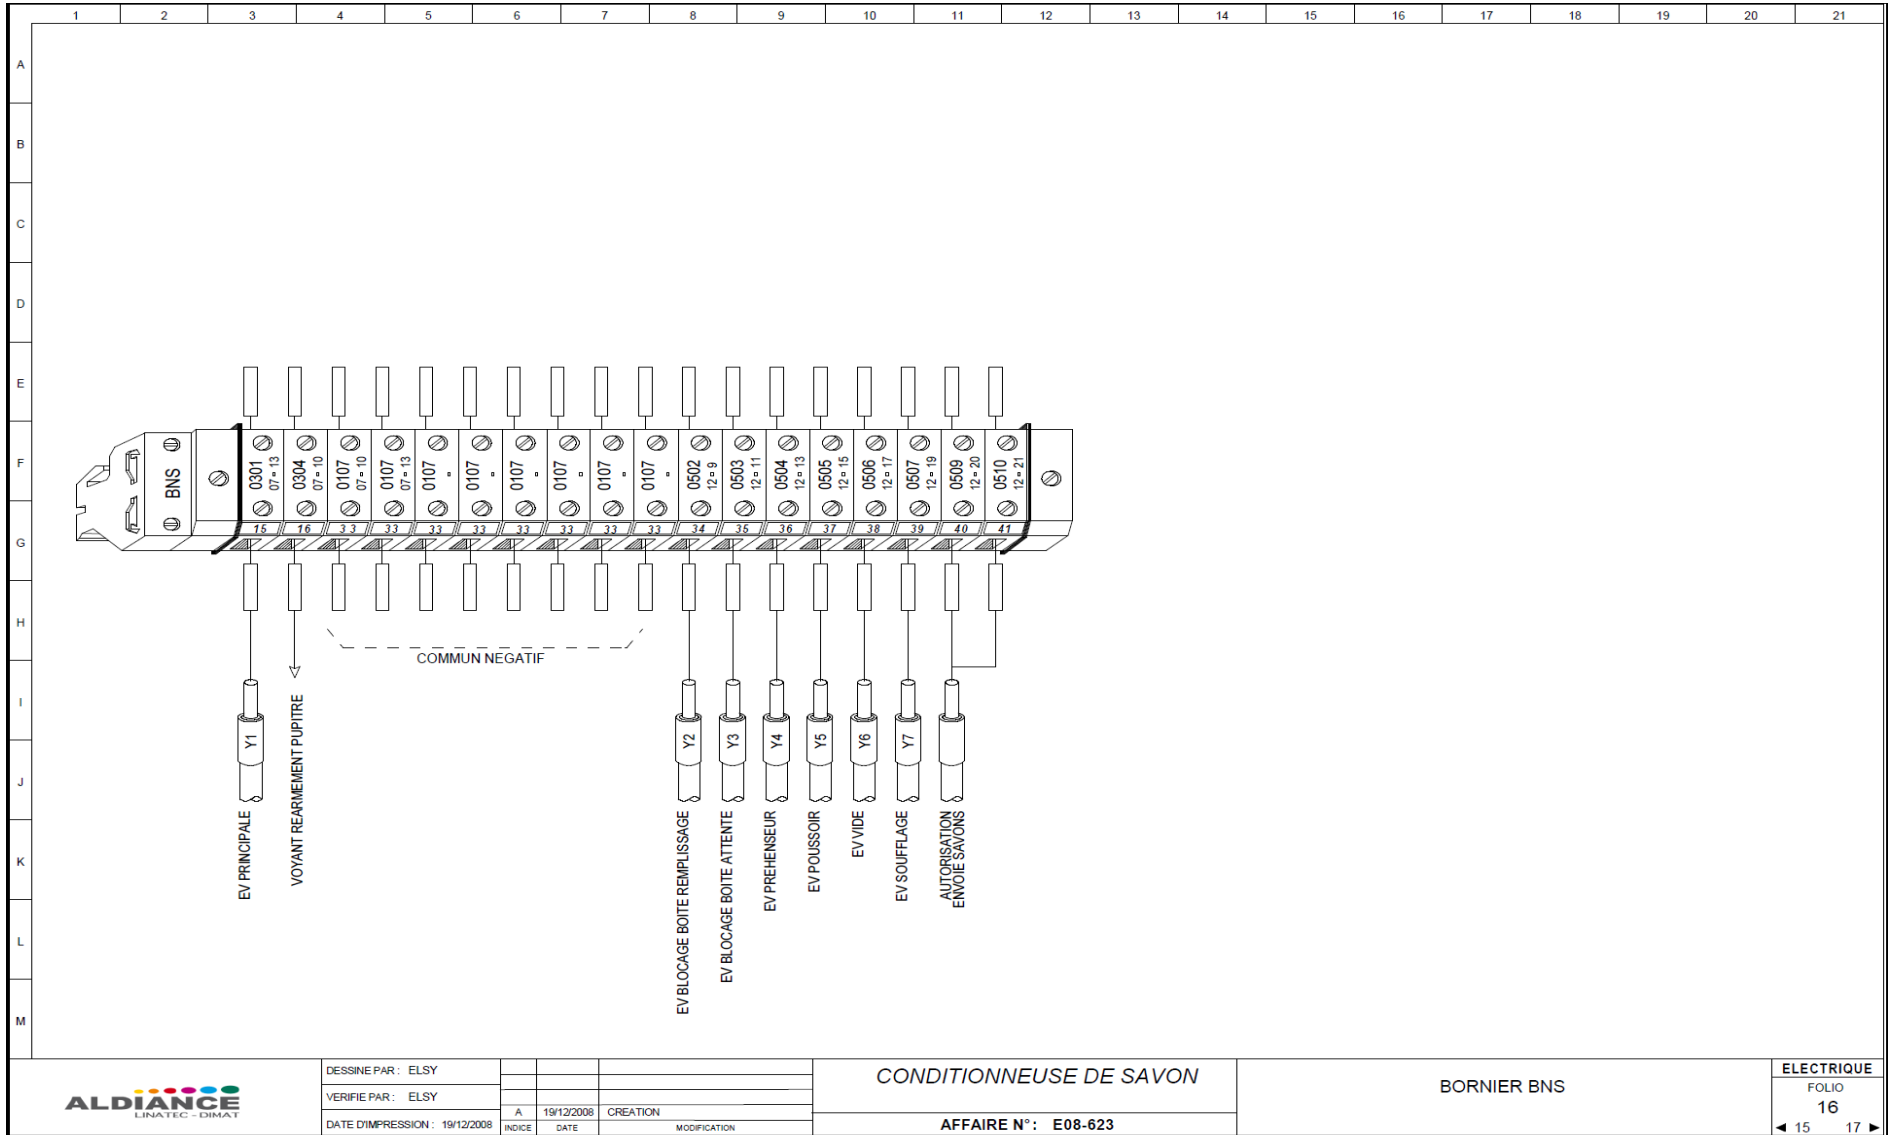 1 2 3 4 5 6 7 8 9 10 11 12 13 14 15 16 17 18 19 20 21
A
B
C
D
E
F
G
H
I
J
K
L
M
BNS
0301 0304 0107 0107 0107 0107 0107 0107 0107 0107 0502 0503 0504 0505 0506 0507 0509 0510
07 - 13 07 - 10 07 - 10 07 - 13 - - - - - - 12 - 9 12 - 11 12 - 13 12 - 15 12 - 17 12 - 19 12 - 20 12 - 21
15 16 33 33 33 33 33 33 33 33 34 35 36 37 38 39 40 41
COMMUN NEGATIF
Y1 Y2 Y3 Y4 Y5 Y6 Y7
EV PRINCIPALE
VOYANT REARMEMENT PUPITRE
EV BLOCAGE BOITE REMPLISSAGE
EV BLOCAGE BOITE ATTENTE
EV PREHENSEUR
EV POUSSOIR
EV VIDE
EV SOUFFLAGE
AUTORISATION
ENVOIE SAVONS
ALDIANCE
LINATEC - DIMAT
DESSINE PAR : ELSY
VERIFIE PAR : ELSY
DATE D'IMPRESSION : 19/12/2008
A 19/12/2008 CREATION
INDICE DATE MODIFICATION
CONDITIONNEUSE DE SAVON
AFFAIRE N° : E08-623
BORNIER BNS
ELECTRIQUE
FOLIO
16
◄ 15 17 ►